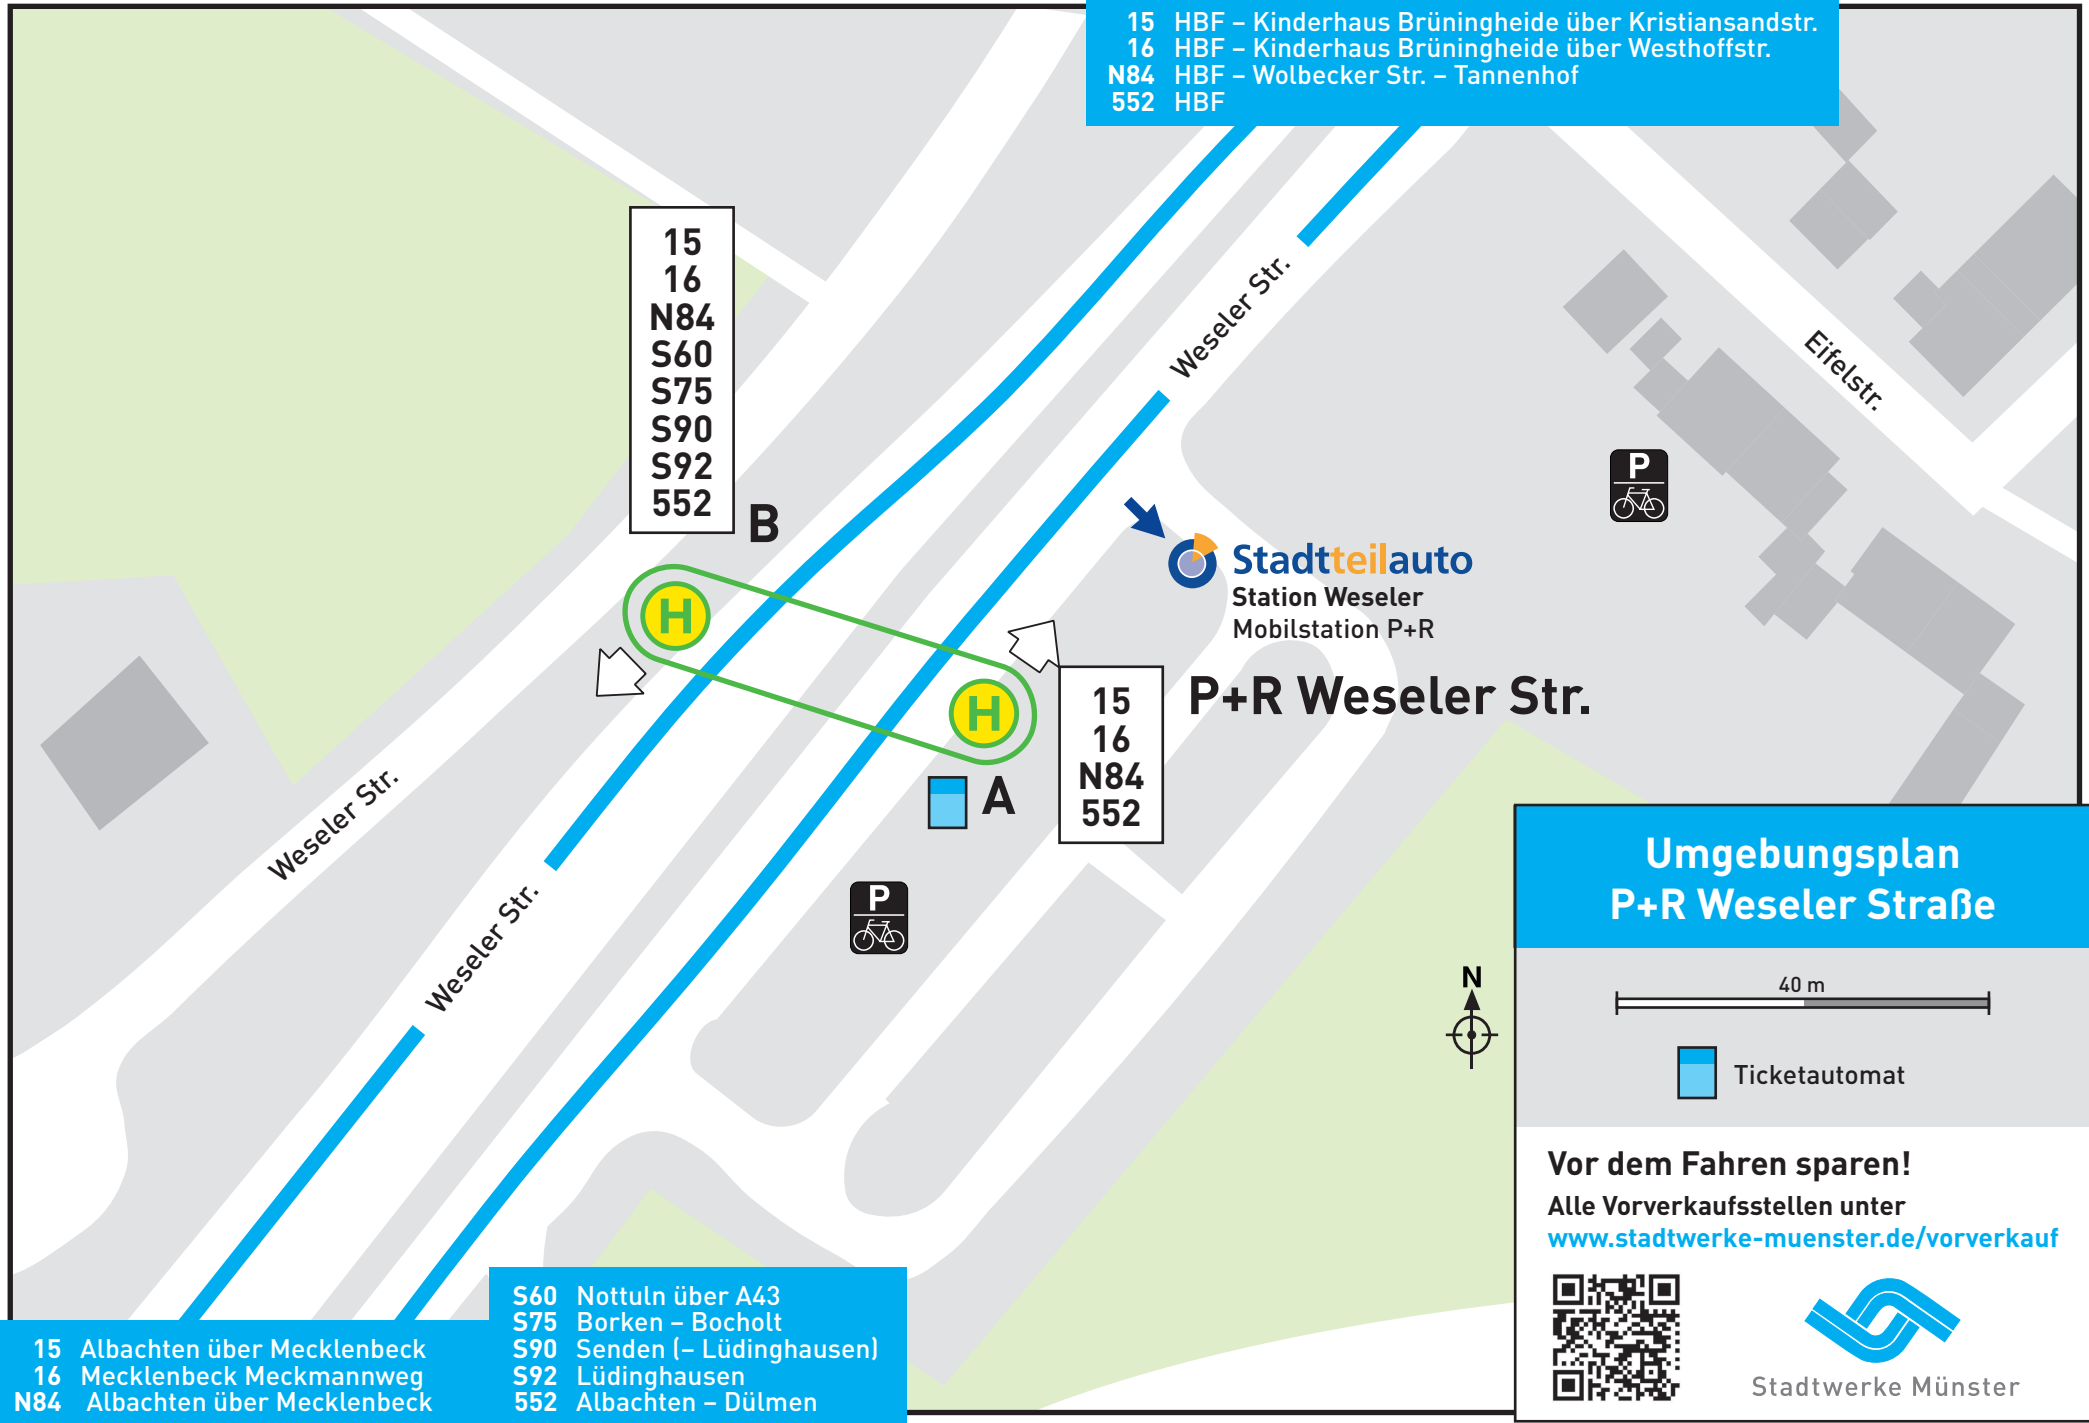 15 HBF – Kinderhaus Brüningheide über Kristiansandstr.
16 HBF – Kinderhaus Brüningheide über Westhoffstr.
N84 HBF – Wolbecker Str. – Tannenhof
552 HBF
15
16
N84
S60
S75
S90
S92
552
B
H
Weseler Str.
Eifelstr.
P
Stadtteilauto
Station Weseler
Mobilstation P+R
P+R Weseler Str.
H
A
15
16
N84
552
P
Weseler Str.
Weseler Str.
N
Umgebungsplan
P+R Weseler Straße
40 m
Ticketautomat
Vor dem Fahren sparen!
Alle Vorverkaufsstellen unter
www.stadtwerke-muenster.de/vorverkauf
Stadtwerke Münster
15 Albachten über Mecklenbeck
16 Mecklenbeck Meckmannweg
N84 Albachten über Mecklenbeck
S60 Nottuln über A43
S75 Borken – Bocholt
S90 Senden (– Lüdinghausen)
S92 Lüdinghausen
552 Albachten – Dülmen